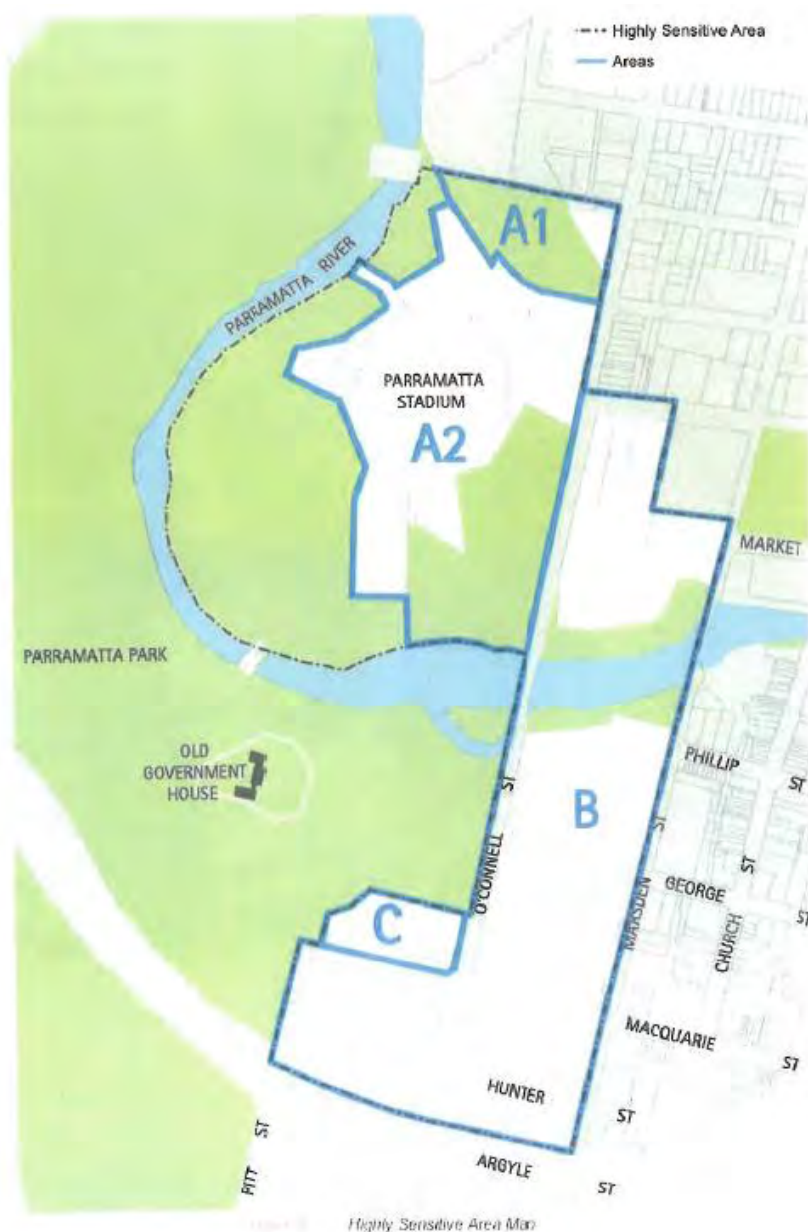 Highly Sensitive Area
Areas
A1
PARRAMATTA RIVER
PARRAMATTA
STADIUM
A2
MARKET
PARRAMATTA PARK
OLD
GOVERNMENT
HOUSE
PHILLIP
ST
O'CONNELL
ST
B
MARSDEN
ST
GEORGE
ST
CHURCH
ST
C
MACQUARIE
ST
HUNTER
ST
PITT
ST
ARGYLE
ST
Highly Sensitive Area Map